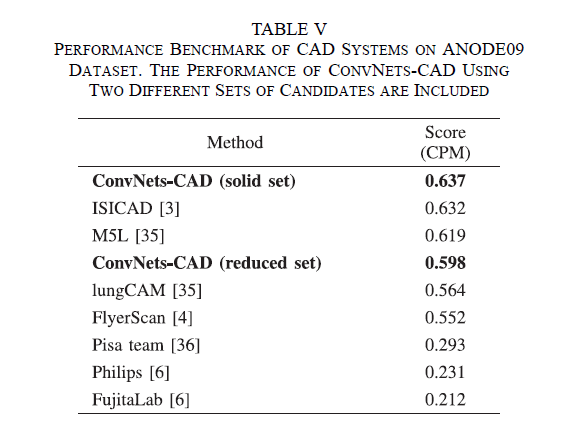 TABLE V
PERFORMANCE BENCHMARK OF CAD SYSTEMS ON ANODE09
DATASET. THE PERFORMANCE OF CONVNETS-CAD USING
TWO DIFFERENT SETS OF CANDIDATES ARE INCLUDED
Method Score (CPM)
ConvNets-CAD (solid set) 0.637
ISICAD [3] 0.632
M5L [35] 0.619
ConvNets-CAD (reduced set) 0.598
lungCAM [35] 0.564
FlyerScan [4] 0.552
Pisa team [36] 0.293
Philips [6] 0.231
FujitaLab [6] 0.212